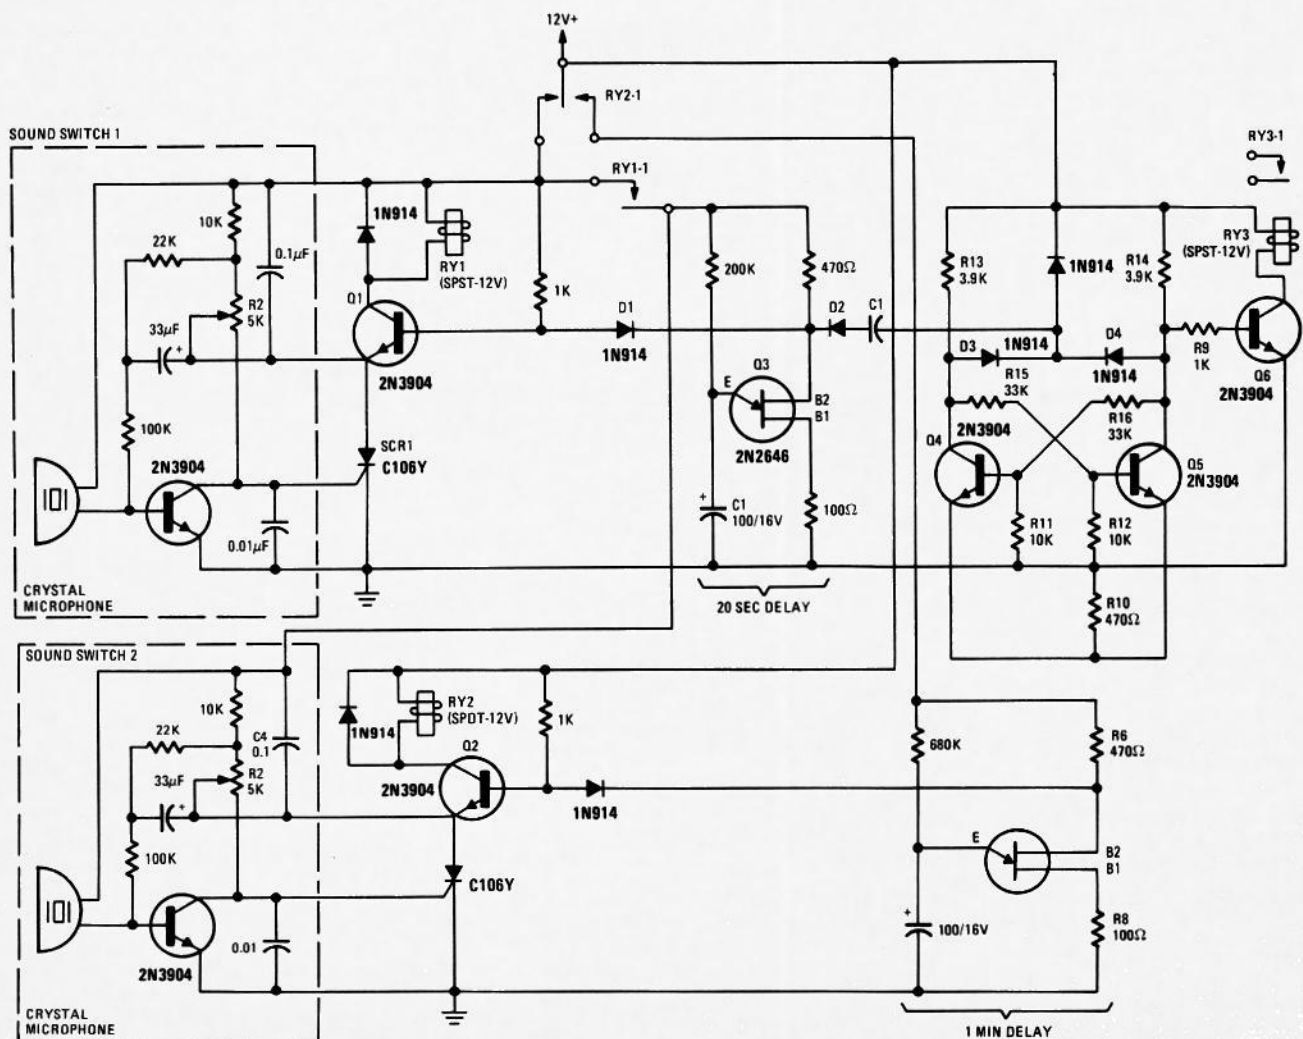 12V+
RY2-1
SOUND SWITCH 1
RY3-1
RY1-1
1N914
10K
22K
0.1µF
RY1
(SPST-12V)
1K
200K
470Ω
R13
3.9K
1N914
R14
3.9K
RY3
(SPST-12V)
R2
5K
33µF
+
Q1
2N3904
D1
1N914
D2
C1
D3
1N914
D4
1N914
R9
1K
Q6
2N3904
R15
33K
R16
33K
E
Q3
B2
B1
2N2646
100K
2N3904
SCR1
C106Y
Q4
2N3904
Q5
2N3904
+
C1
100/16V
100Ω
R11
10K
R12
10K
0.01µF
CRYSTAL
MICROPHONE
20 SEC DELAY
R10
470Ω
SOUND SWITCH 2
10K
22K
C4
0.1
1N914
RY2
(SPDT-12V)
1K
680K
R6
470Ω
33µF
+
R2
5K
Q2
2N3904
1N914
100K
C106Y
E
B2
B1
2N3904
0.01
+
100/16V
R8
100Ω
CRYSTAL
MICROPHONE
1 MIN DELAY